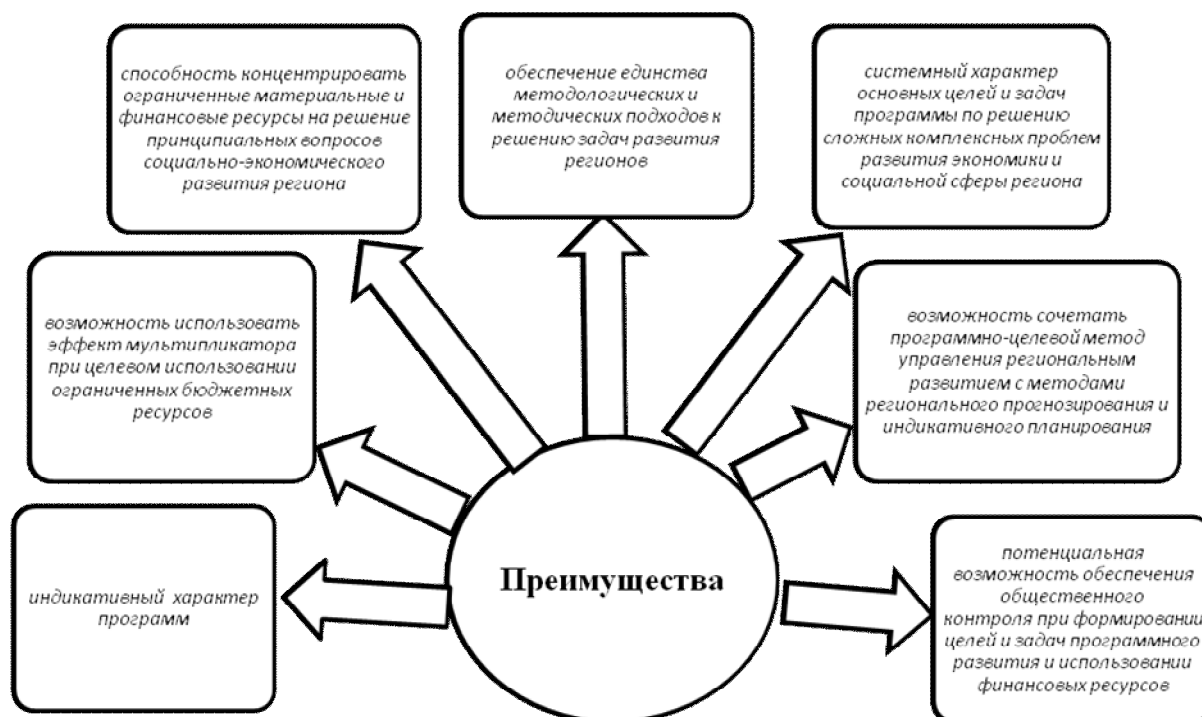 способность концентрировать
ограниченные материальные и
финансовые ресурсы на решение
принципиальных вопросов
социально-экономического
развития региона
обеспечение единства
методологических и
методических подходов к
решению задач развития
регионов
системный характер
основных целей и задач
программы по решению
сложных комплексных проблем
развития экономики и
социальной сферы региона
возможность использовать
эффект мультипликатора
при целевом использовании
ограниченных бюджетных
ресурсов
возможность сочетать
программно-целевой метод
управления региональным
развитием с методами
регионального прогнозирования и
индикативного планирования
индикативный характер
программ
Преимущества
потенциальная
возможность обеспечения
общественного
контроля при формировании
целей и задач программного
развития и использовании
финансовых ресурсов